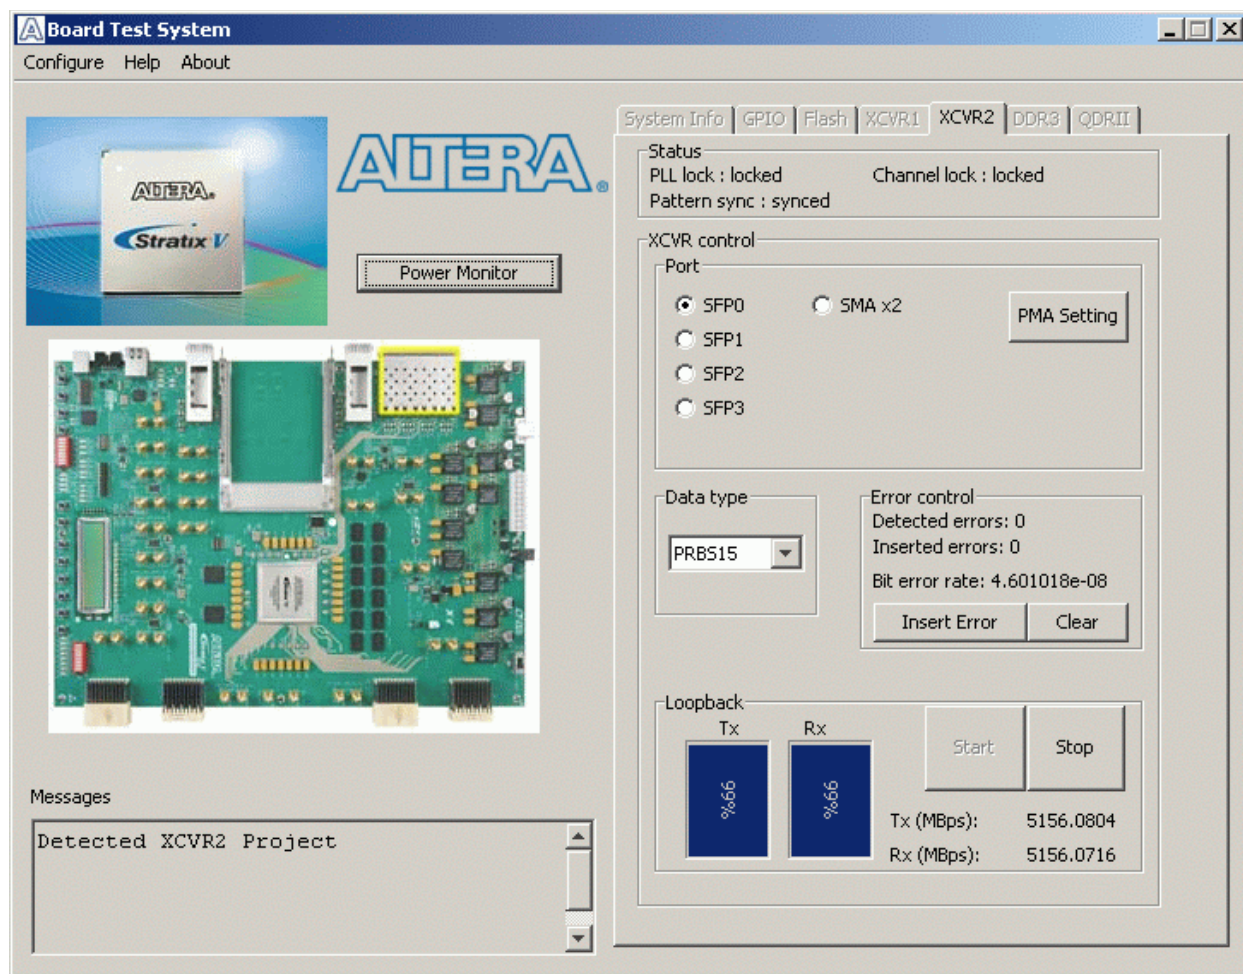 Board Test System
Configure Help About
System Info GPIO Flash XCVR1 XCVR2 DDR3 QDRII
ALTERA®
ALTERA.
Stratix V
Power Monitor
Status
PLL lock : locked Channel lock : locked
Pattern sync : synced
XCVR control
Port
SFP0 SMA x2
PMA Setting
SFP1
SFP2
SFP3
Data type
PRBS15
Error control
Detected errors: 0
Inserted errors: 0
Bit error rate: 4.601018e-08
Insert Error Clear
Loopback
Tx Rx
99% 99%
Start Stop
Tx (MBps): 5156.0804
Rx (MBps): 5156.0716
Messages
Detected XCVR2 Project